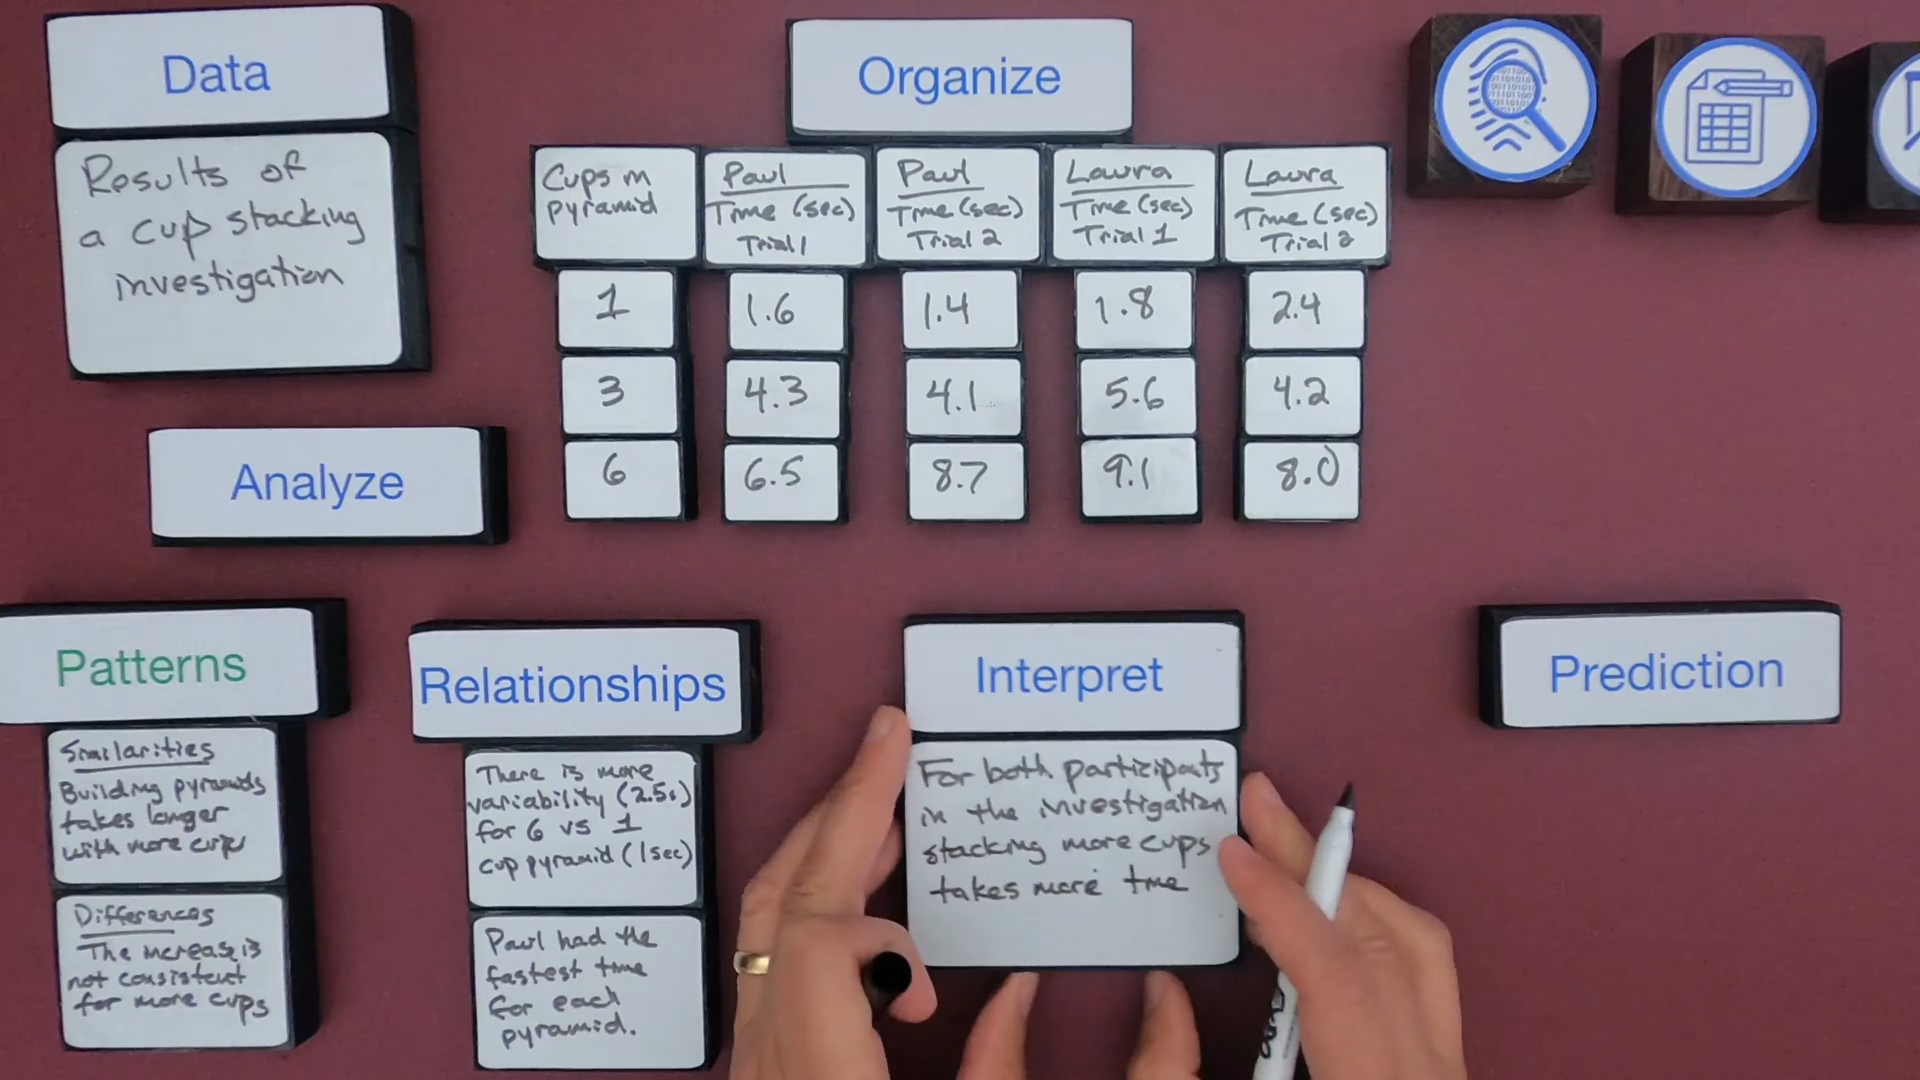 Data
Results of
a cup stacking
investigation
Organize
Cups in
pyramid
Paul
Time (sec)
Trial 1
Paul
Time (sec)
Trial 2
Laura
Time (sec)
Trial 1
Laura
Time (sec)
Trial 2
1
1.6
1.4
1.8
2.4
3
4.3
4.1
5.6
4.2
6
6.5
8.7
9.1
8.0
Analyze
Patterns
Similarities
Building pyramids
takes longer
with more cups
Differences
The increase is
not consistent
for more cups
Relationships
There is more
variability (2.5s)
for 6 vs 1
cup pyramid (1sec)
Paul had the
fastest time
for each
pyramid.
Interpret
For both participants
in the investigation
stacking more cups
takes more time
Prediction